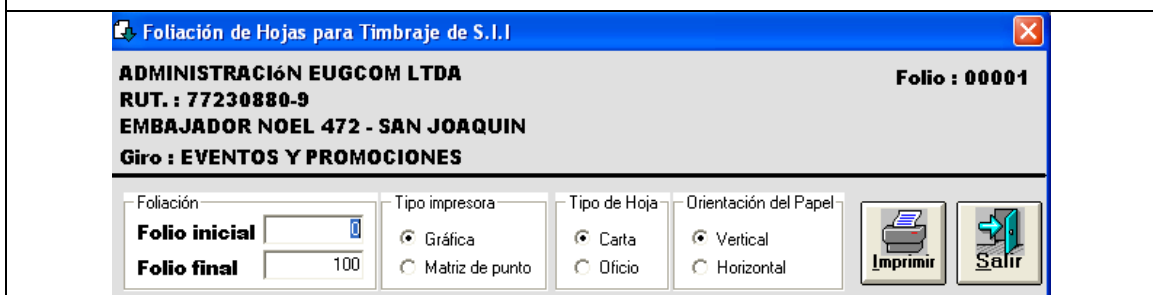 Foliación de Hojas para Timbraje de S.I.I
ADMINISTRACIóN EUGCOM LTDA
Folio : 00001
RUT. : 77230880-9
EMBAJADOR NOEL 472 - SAN JOAQUIN
Giro : EVENTOS Y PROMOCIONES
Foliación
Folio inicial 0
Folio final 100
Tipo impresora
Gráfica
Matriz de punto
Tipo de Hoja
Carta
Oficio
Orientación del Papel
Vertical
Horizontal
Imprimir
Salir